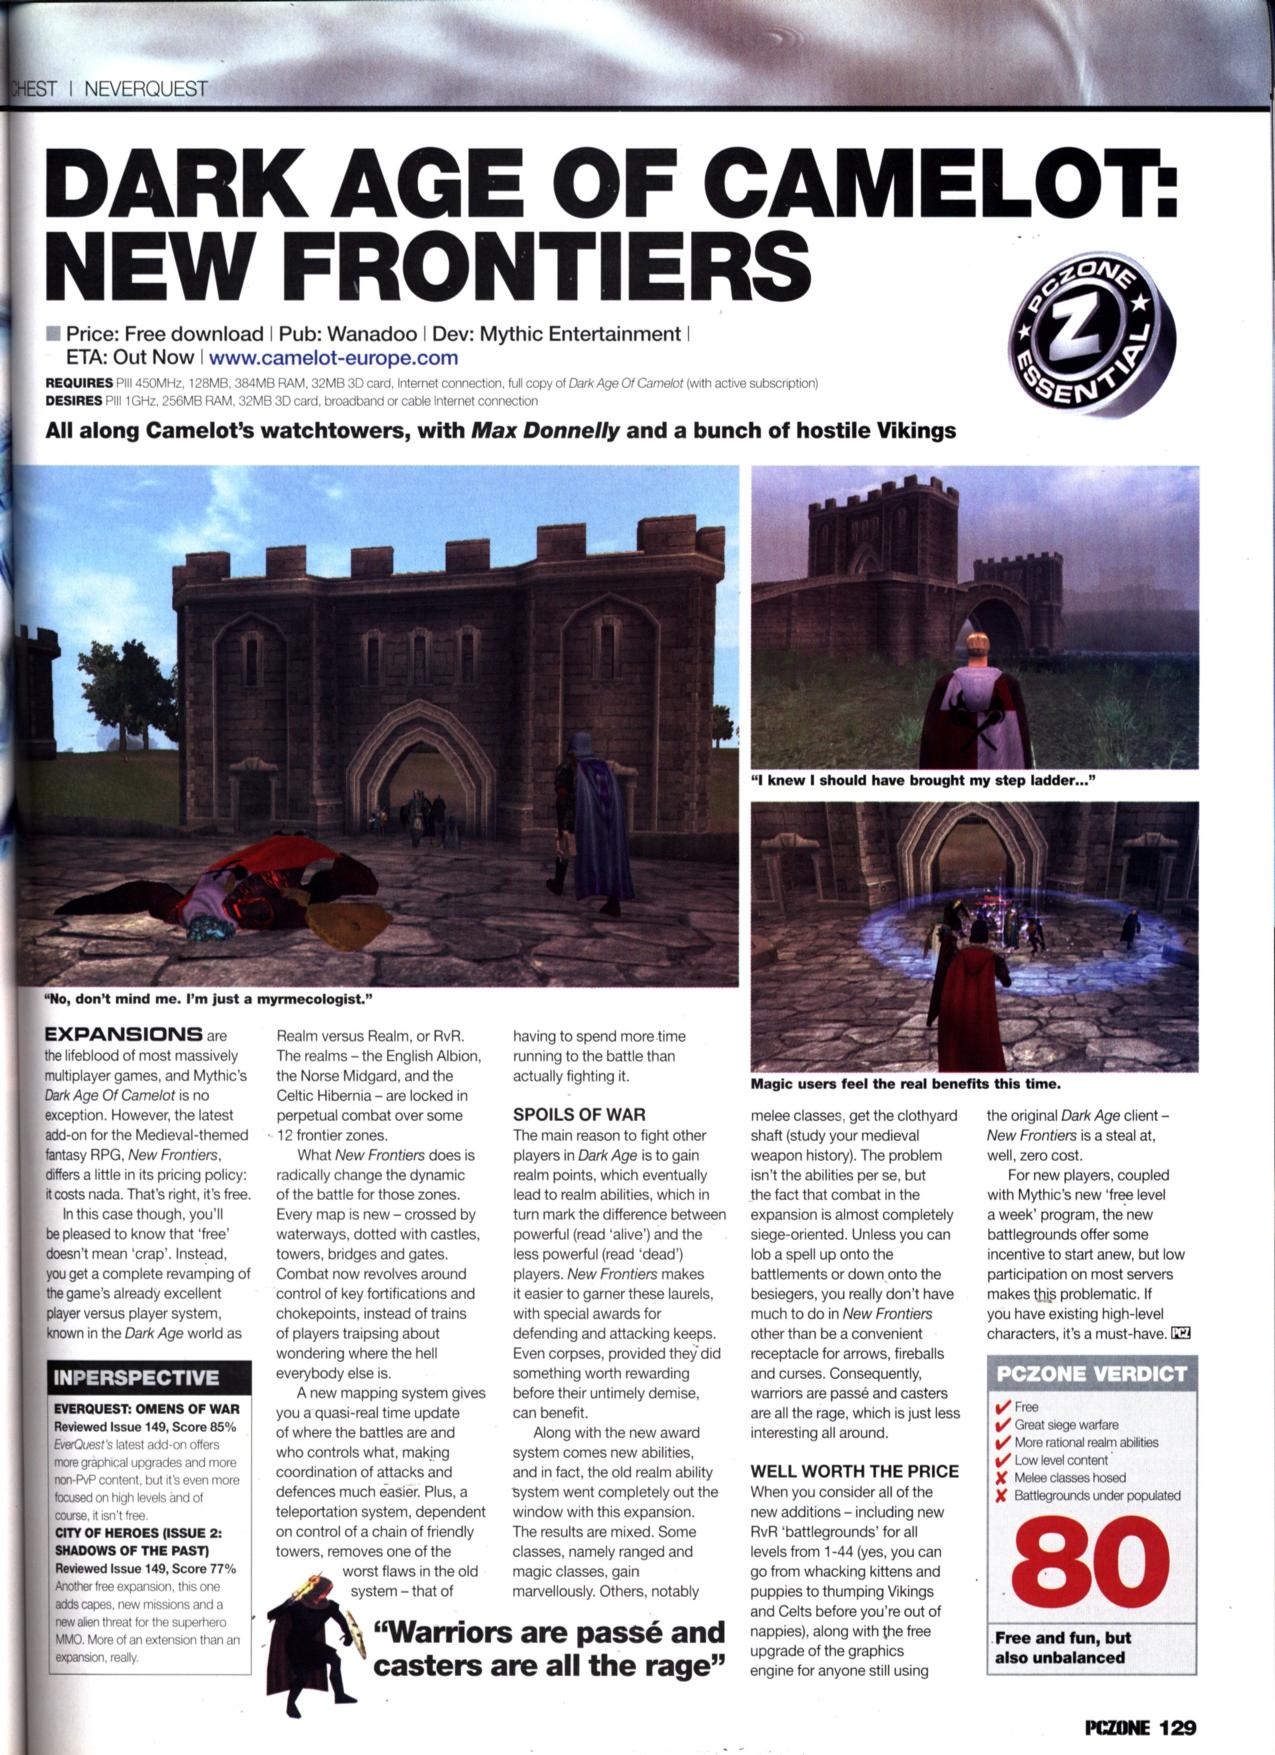 CHEST | NEVERQUEST
DARK AGE OF CAMELOT:
NEW FRONTIERS
Price: Free download | Pub: Wanadoo | Dev: Mythic Entertainment |
ETA: Out Now | www.camelot-europe.com
REQUIRES PIII 450MHz, 128MB, 384MB RAM, 32MB 3D card, Internet connection, full copy of Dark Age Of Camelot (with active subscription)
DESIRES PIII 1GHz, 256MB RAM, 32MB 3D card, broadband or cable Internet connection
All along Camelot's watchtowers, with Max Donnelly and a bunch of hostile Vikings
PCZONE
Z
ESSENTIAL
"I knew I should have brought my step ladder..."
"No, don't mind me. I'm just a myrmecologist."
Magic users feel the real benefits this time.
EXPANSIONS are
the lifeblood of most massively
multiplayer games, and Mythic's
Dark Age Of Camelot is no
exception. However, the latest
add-on for the Medieval-themed
fantasy RPG, New Frontiers,
differs a little in its pricing policy:
it costs nada. That's right, it's free.
In this case though, you'll
be pleased to know that 'free'
doesn't mean 'crap'. Instead,
you get a complete revamping of
the game's already excellent
player versus player system,
known in the Dark Age world as
INPERSPECTIVE
EVERQUEST: OMENS OF WAR
Reviewed Issue 149, Score 85%
EverQuest's latest add-on offers
more graphical upgrades and more
non-PvP content, but it's even more
focused on high levels and of
course, it isn't free.
CITY OF HEROES (ISSUE 2:
SHADOWS OF THE PAST)
Reviewed Issue 149, Score 77%
Another free expansion, this one
adds capes, new missions and a
new alien threat for the superhero
MMO. More of an extension than an
expansion, really.
Realm versus Realm, or RvR.
The realms – the English Albion,
the Norse Midgard, and the
Celtic Hibernia – are locked in
perpetual combat over some
12 frontier zones.
What New Frontiers does is
radically change the dynamic
of the battle for those zones.
Every map is new – crossed by
waterways, dotted with castles,
towers, bridges and gates.
Combat now revolves around
control of key fortifications and
chokepoints, instead of trains
of players traipsing about
wondering where the hell
everybody else is.
A new mapping system gives
you a quasi-real time update
of where the battles are and
who controls what, making
coordination of attacks and
defences much easier. Plus, a
teleportation system, dependent
on control of a chain of friendly
towers, removes one of the
worst flaws in the old
system – that of
having to spend more time
running to the battle than
actually fighting it.
SPOILS OF WAR
The main reason to fight other
players in Dark Age is to gain
realm points, which eventually
lead to realm abilities, which in
turn mark the difference between
powerful (read 'alive') and the
less powerful (read 'dead')
players. New Frontiers makes
it easier to garner these laurels,
with special awards for
defending and attacking keeps.
Even corpses, provided they did
something worth rewarding
before their untimely demise,
can benefit.
Along with the new award
system comes new abilities,
and in fact, the old realm ability
system went completely out the
window with this expansion.
The results are mixed. Some
classes, namely ranged and
magic classes, gain
marvellously. Others, notably
"Warriors are passé and
casters are all the rage"
melee classes, get the clothyard
shaft (study your medieval
weapon history). The problem
isn't the abilities per se, but
the fact that combat in the
expansion is almost completely
siege-oriented. Unless you can
lob a spell up onto the
battlements or down onto the
besiegers, you really don't have
much to do in New Frontiers
other than be a convenient
receptacle for arrows, fireballs
and curses. Consequently,
warriors are passé and casters
are all the rage, which is just less
interesting all around.
WELL WORTH THE PRICE
When you consider all of the
new additions – including new
RvR 'battlegrounds' for all
levels from 1-44 (yes, you can
go from whacking kittens and
puppies to thumping Vikings
and Celts before you're out of
nappies), along with the free
upgrade of the graphics
engine for anyone still using
the original Dark Age client –
New Frontiers is a steal at,
well, zero cost.
For new players, coupled
with Mythic's new 'free level
a week' program, the new
battlegrounds offer some
incentive to start anew, but low
participation on most servers
makes this problematic. If
you have existing high-level
characters, it's a must-have. PCZ
PCZONE VERDICT
✓ Free
✓ Great siege warfare
✓ More rational realm abilities
✓ Low level content
✗ Melee classes hosed
✗ Battlegrounds under populated
80
Free and fun, but
also unbalanced
PCZONE 129